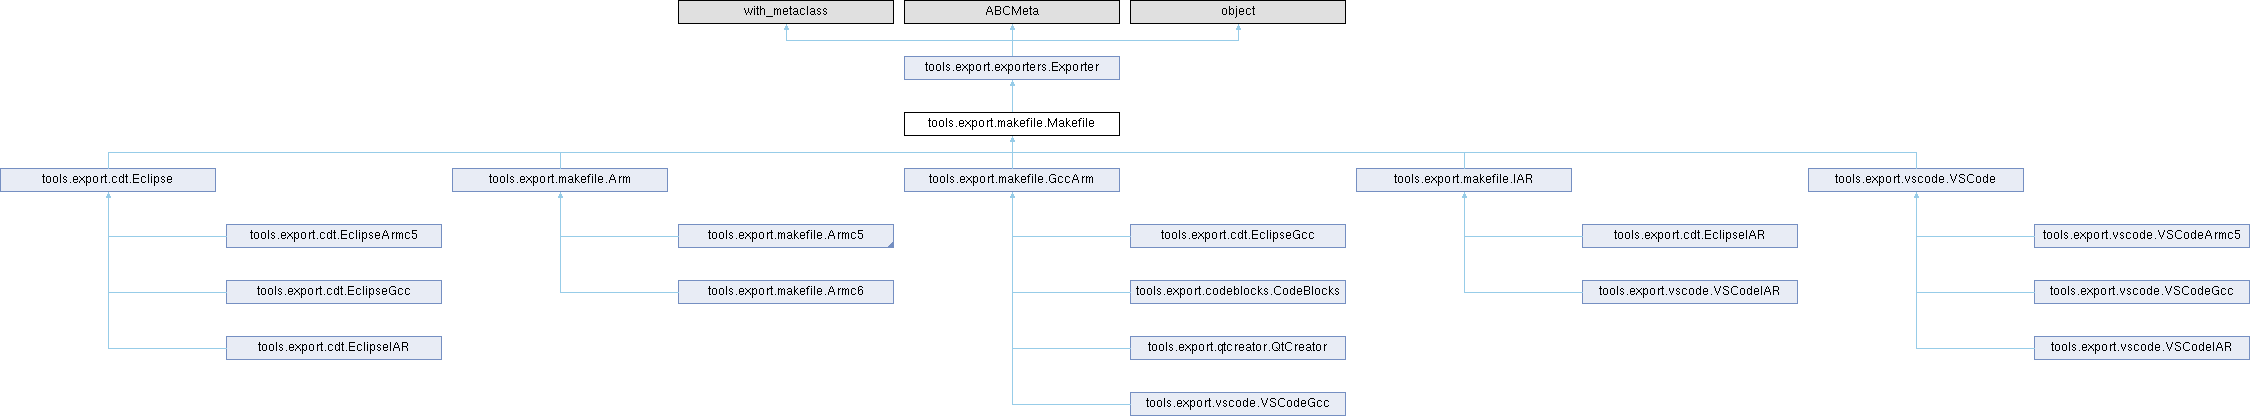 with_metaclass
ABCMeta
object
tools.export.exporters.Exporter
tools.export.makefile.Makefile
tools.export.cdt.Eclipse
tools.export.makefile.Arm
tools.export.makefile.GccArm
tools.export.makefile.IAR
tools.export.vscode.VSCode
tools.export.cdt.EclipseArmc5
tools.export.makefile.Armc5
tools.export.cdt.EclipseGcc
tools.export.cdt.EclipseIAR
tools.export.vscode.VSCodeArmc5
tools.export.cdt.EclipseGcc
tools.export.makefile.Armc6
tools.export.codeblocks.CodeBlocks
tools.export.vscode.VSCodeIAR
tools.export.vscode.VSCodeGcc
tools.export.cdt.EclipseIAR
tools.export.qtcreator.QtCreator
tools.export.vscode.VSCodeIAR
tools.export.vscode.VSCodeGcc